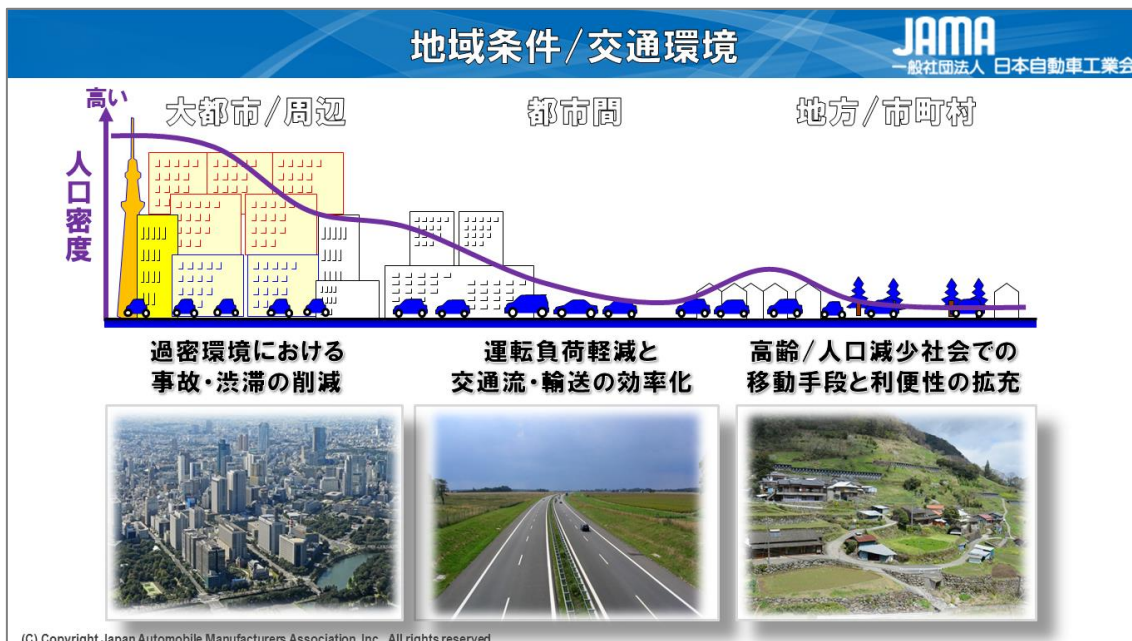 地域条件/交通環境
JAMA
一般社団法人 日本自動車工業会
高い
人口密度
大都市/周辺
都市間
地方/市町村
過密環境における
事故・渋滞の削減
運転負荷軽減と
交通流・輸送の効率化
高齢/人口減少社会での
移動手段と利便性の拡充
(C) Copyright Japan Automobile Manufacturers Association, Inc., All rights reserved